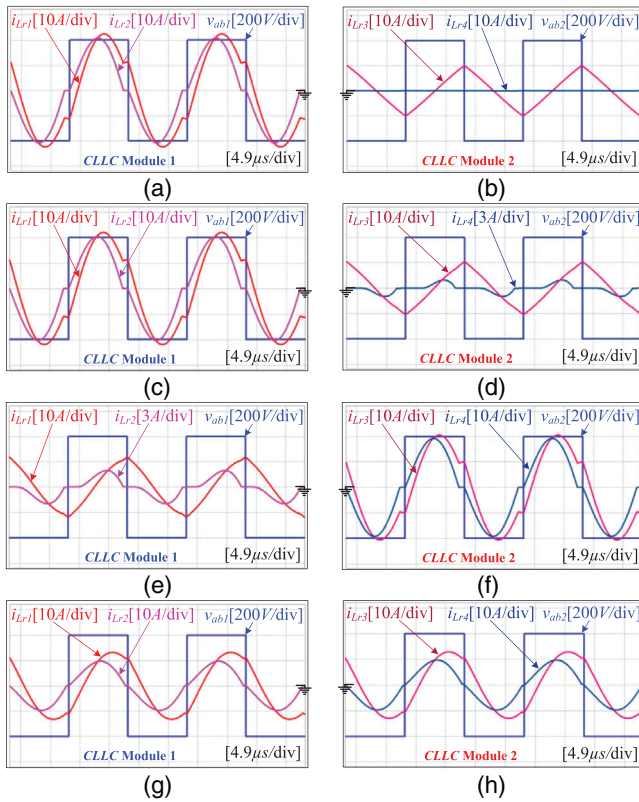 iLr1[10A/div] iLr2[10A/div] vab1[200V/div]
CLLC Module 1 [4.9μs/div]
(a)
iLr3[10A/div] iLr4[10A/div] vab2[200V/div]
CLLC Module 2 [4.9μs/div]
(b)
iLr1[10A/div] iLr2[10A/div] vab1[200V/div]
CLLC Module 1 [4.9μs/div]
(c)
iLr3[10A/div] iLr4[3A/div] vab2[200V/div]
CLLC Module 2 [4.9μs/div]
(d)
iLr1[10A/div] iLr2[3A/div] vab1[200V/div]
CLLC Module 1 [4.9μs/div]
(e)
iLr3[10A/div] iLr4[10A/div] vab2[200V/div]
CLLC Module 2 [4.9μs/div]
(f)
iLr1[10A/div] iLr2[10A/div] vab1[200V/div]
CLLC Module 1 [4.9μs/div]
(g)
iLr3[10A/div] iLr4[10A/div] vab2[200V/div]
CLLC Module 2 [4.9μs/div]
(h)